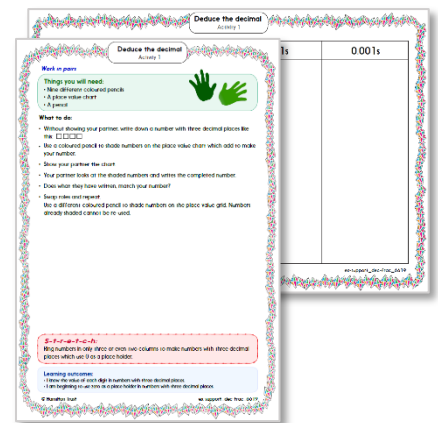 Deduce the decimal
Activity 1
1s
0.001s
Deduce the decimal
Activity 1
Work in pairs
Things you will need:
• Nine different coloured pencils
• A place value chart
• A pencil
What to do:
• Without showing your partner, write down a number with three decimal places like
this: □.□□□
• Use a coloured pencil to shade numbers on the place value chart which add to make
your number.
• Show your partner the chart.
• Your partner looks at the shaded numbers and writes the completed number.
• Does what they have written, match your number?
• Swap roles and repeat.
Use a different coloured pencil to shade numbers on the place value grid. Numbers
already shaded cannot be re used.
S-t-r-e-t-c-h:
Ring numbers in only three or even two columns to make numbers with three decimal
places which use 0 as a place holder.
Learning outcomes:
• I know the value of each digit in numbers with three decimal places.
• I am beginning to use zero as a place holder in numbers with three decimal places.
© Hamilton Trust
ex-support_dec-frac_6619
ex-support_dec-frac_6619